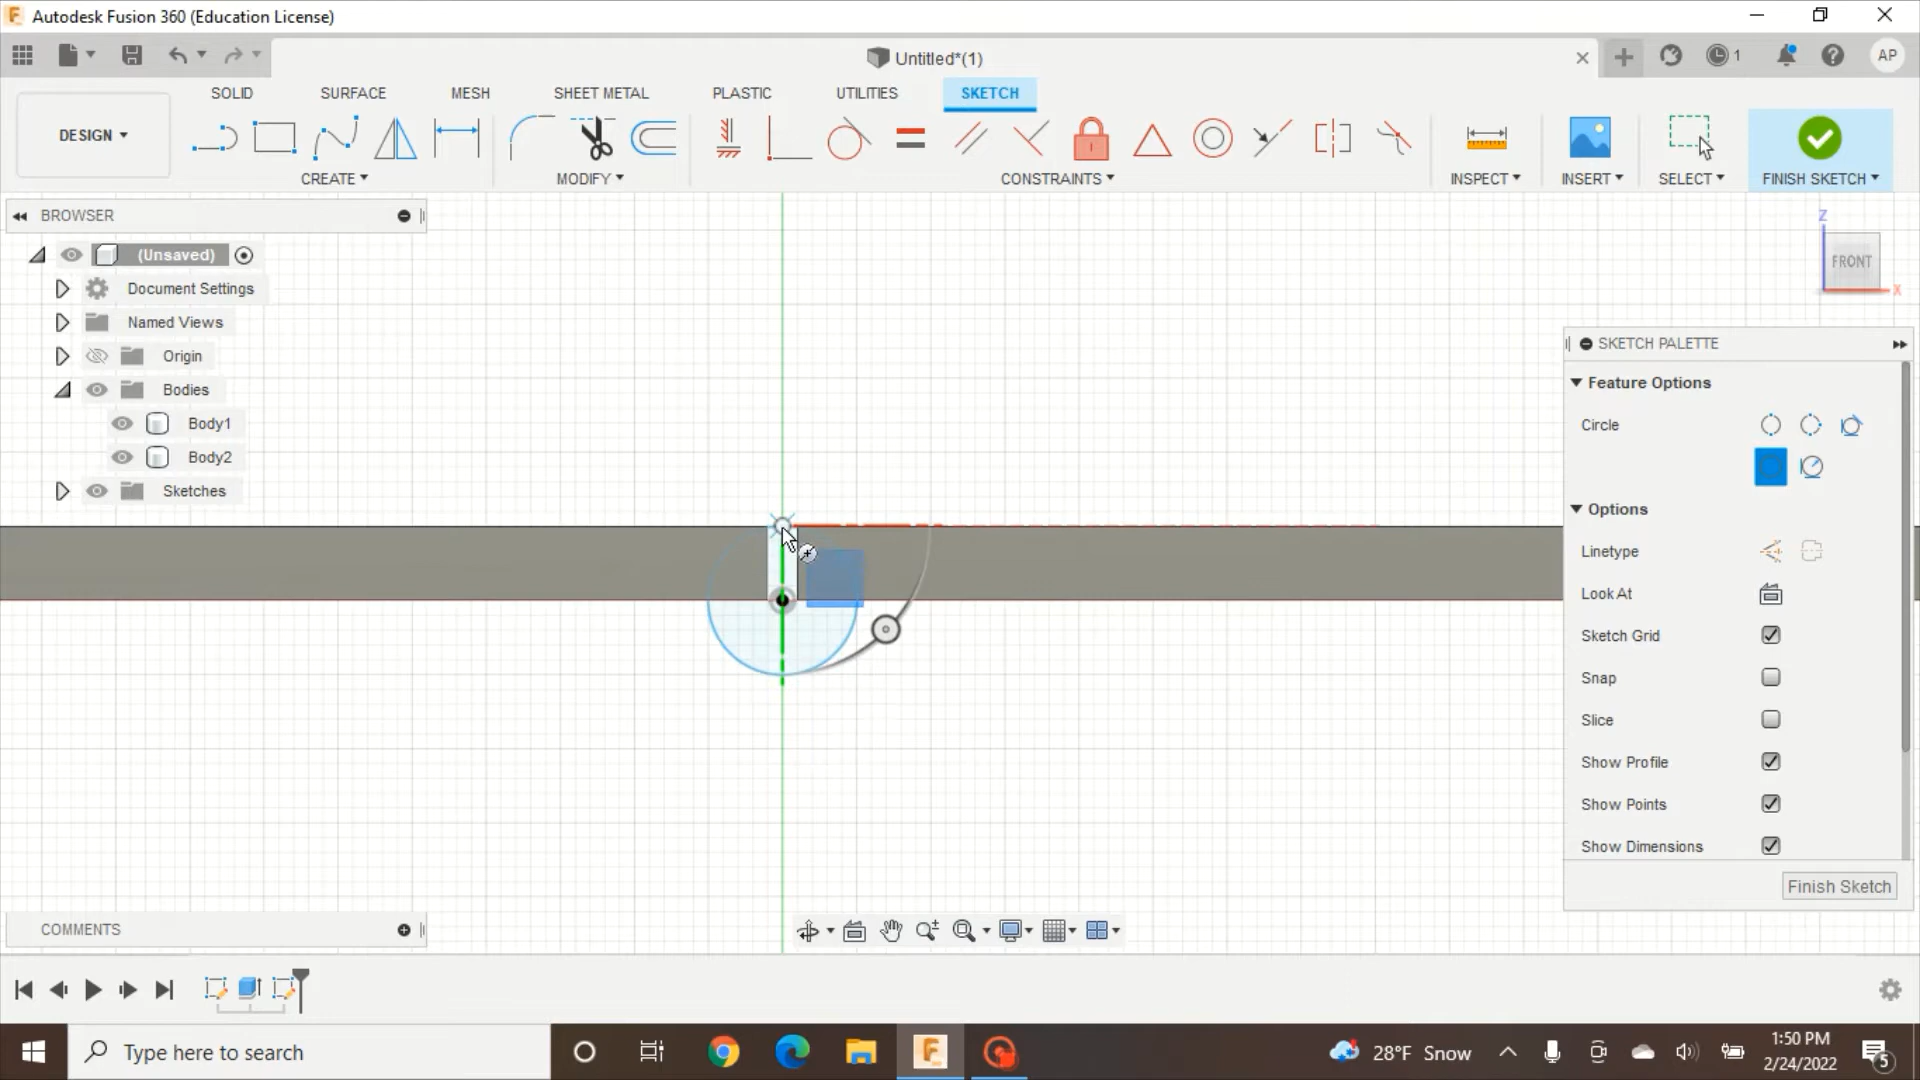 Autodesk Fusion 360 (Education License)
Untitled*(1)
1
AP
SOLID SURFACE MESH SHEET METAL PLASTIC UTILITIES SKETCH
DESIGN
CREATE MODIFY CONSTRAINTS INSPECT INSERT SELECT FINISH SKETCH
BROWSER
(Unsaved)
Document Settings
Named Views
Origin
Bodies
Body1
Body2
Sketches
Z
FRONT
X
SKETCH PALETTE
Feature Options
Circle
Options
Linetype
Look At
Sketch Grid
Snap
Slice
Show Profile
Show Points
Show Dimensions
Finish Sketch
COMMENTS
Type here to search
28°F Snow
1:50 PM
2/24/2022
5